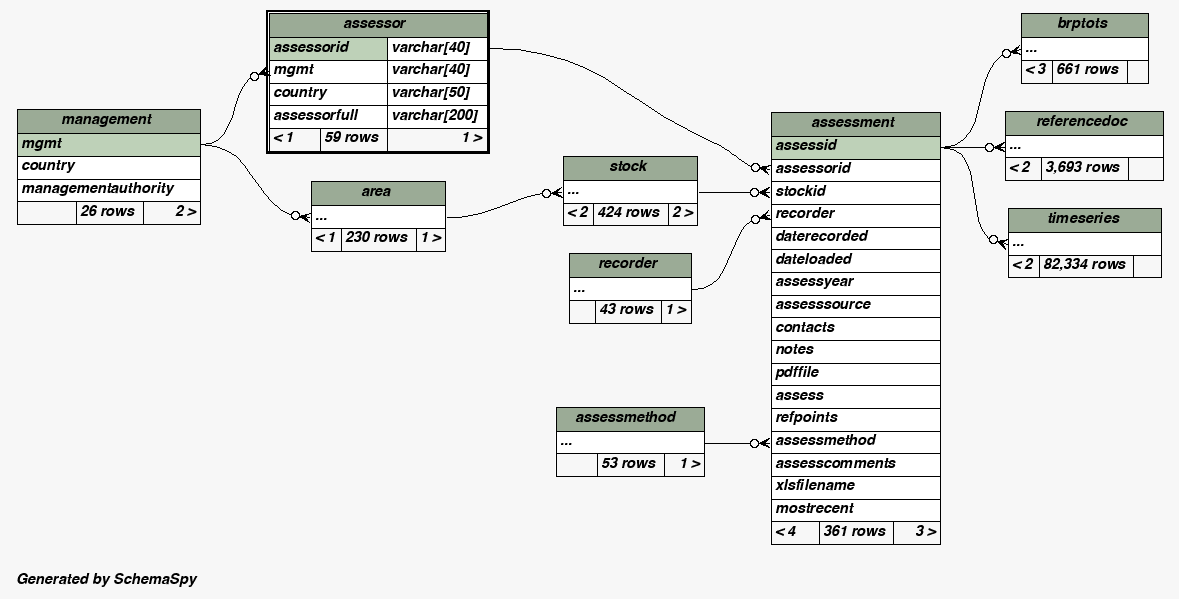 assessor
assessorid varchar[40]
mgmt varchar[40]
country varchar[50]
assessorfull varchar[200]
< 1 59 rows 1 >
management
mgmt
country
managementauthority
26 rows 2 >
area
...
< 1 230 rows 1 >
stock
...
< 2 424 rows 2 >
recorder
...
43 rows 1 >
assessmethod
...
53 rows 1 >
assessment
assessid
assessorid
stockid
recorder
daterecorded
dateloaded
assessyear
assesssource
contacts
notes
pdffile
assess
refpoints
assessmethod
assesscomments
xlsfilename
mostrecent
< 4 361 rows 3 >
brptots
...
< 3 661 rows
referencedoc
...
< 2 3,693 rows
timeseries
...
< 2 82,334 rows
Generated by SchemaSpy